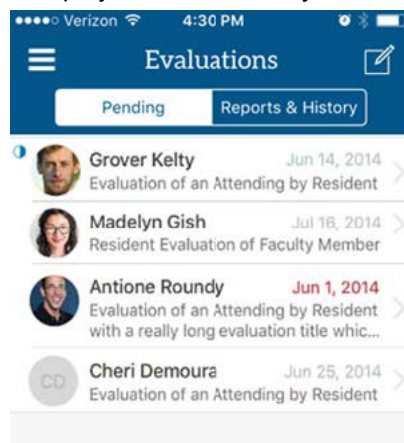 Verizon 4:30 PM
Evaluations
Pending Reports & History
Grover Kelty Jun 14, 2014
Evaluation of an Attending by Resident
Madelyn Gish Jul 16, 2014
Resident Evaluation of Faculty Member
Antione Roundy Jun 1, 2014
Evaluation of an Attending by Resident
with a really long evaluation title whic...
CD Cheri Demoura Jun 25, 2014
Evaluation of an Attending by Resident